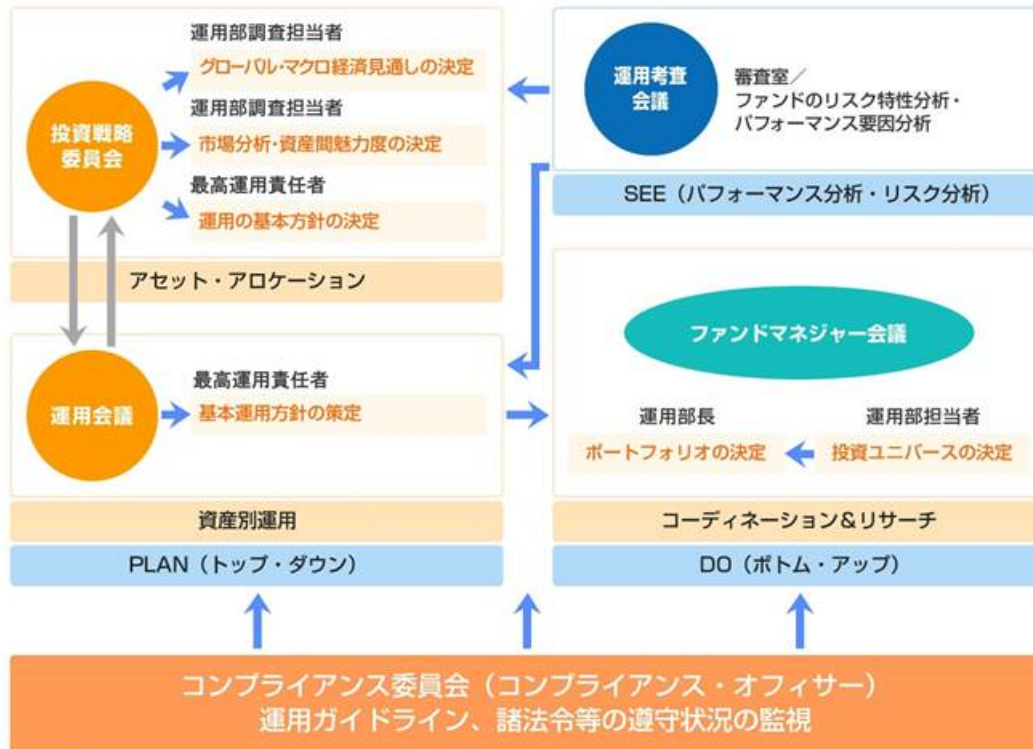 運用部調査担当者
グローバル・マクロ経済見通しの決定
投資戦略
委員会
運用部調査担当者
市場分析・資産間魅力度の決定
最高運用責任者
運用の基本方針の決定
アセット・アロケーション
運用会議
最高運用責任者
基本運用方針の策定
資産別運用
PLAN（トップ・ダウン）
運用考査
会議
審査室／
ファンドのリスク特性分析・
パフォーマンス要因分析
SEE（パフォーマンス分析・リスク分析）
ファンドマネジャー会議
運用部長
ポートフォリオの決定
運用部担当者
投資ユニバースの決定
コーディネーション＆リサーチ
DO（ボトム・アップ）
コンプライアンス委員会（コンプライアンス・オフィサー）
運用ガイドライン、諸法令等の遵守状況の監視